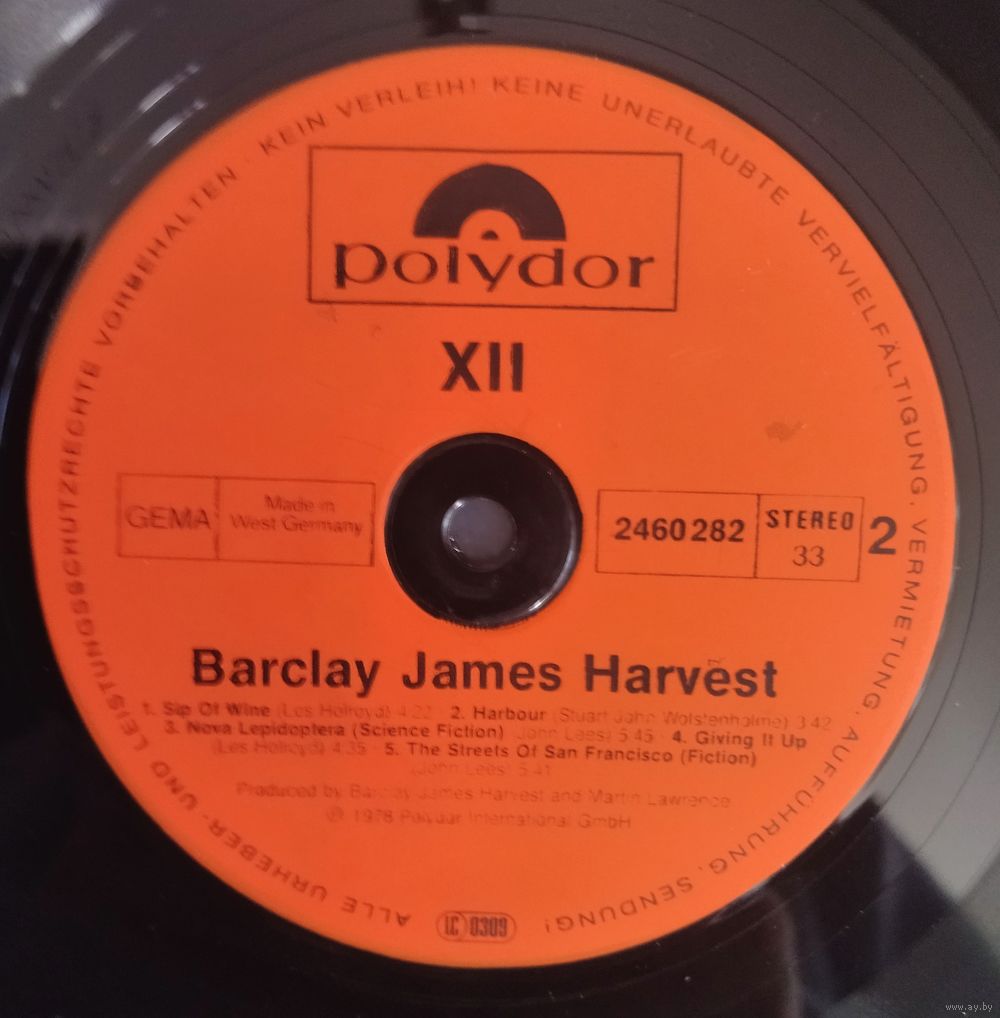 ALLE URHEBER- UND LEISTUNGSSCHUTZRECHTE VORBEHALTEN · KEIN VERLEIH! KEINE UNERLAUBTE VERVIELFÄLTIGUNG, VERMIETUNG, AUFFÜHRUNG, SENDUNG!
polydor
XII
GEMA
Made in
West Germany
2460 282
STEREO
33
2
Barclay James Harvest
1. Sip Of Wine (Les Holroyd) 4:22 · 2. Harbour (Stuart John Wolstenholme) 3:42
3. Nova Lepidoptera (Science Fiction) (John Lees) 5:45 · 4. Giving It Up
(Les Holroyd) 4:35 · 5. The Streets Of San Francisco (Fiction)
(John Lees) 5:41
Produced by Barclay James Harvest and Martin Lawrence
℗ 1978 Polydor International GmbH
LC 0309
www.ay.by